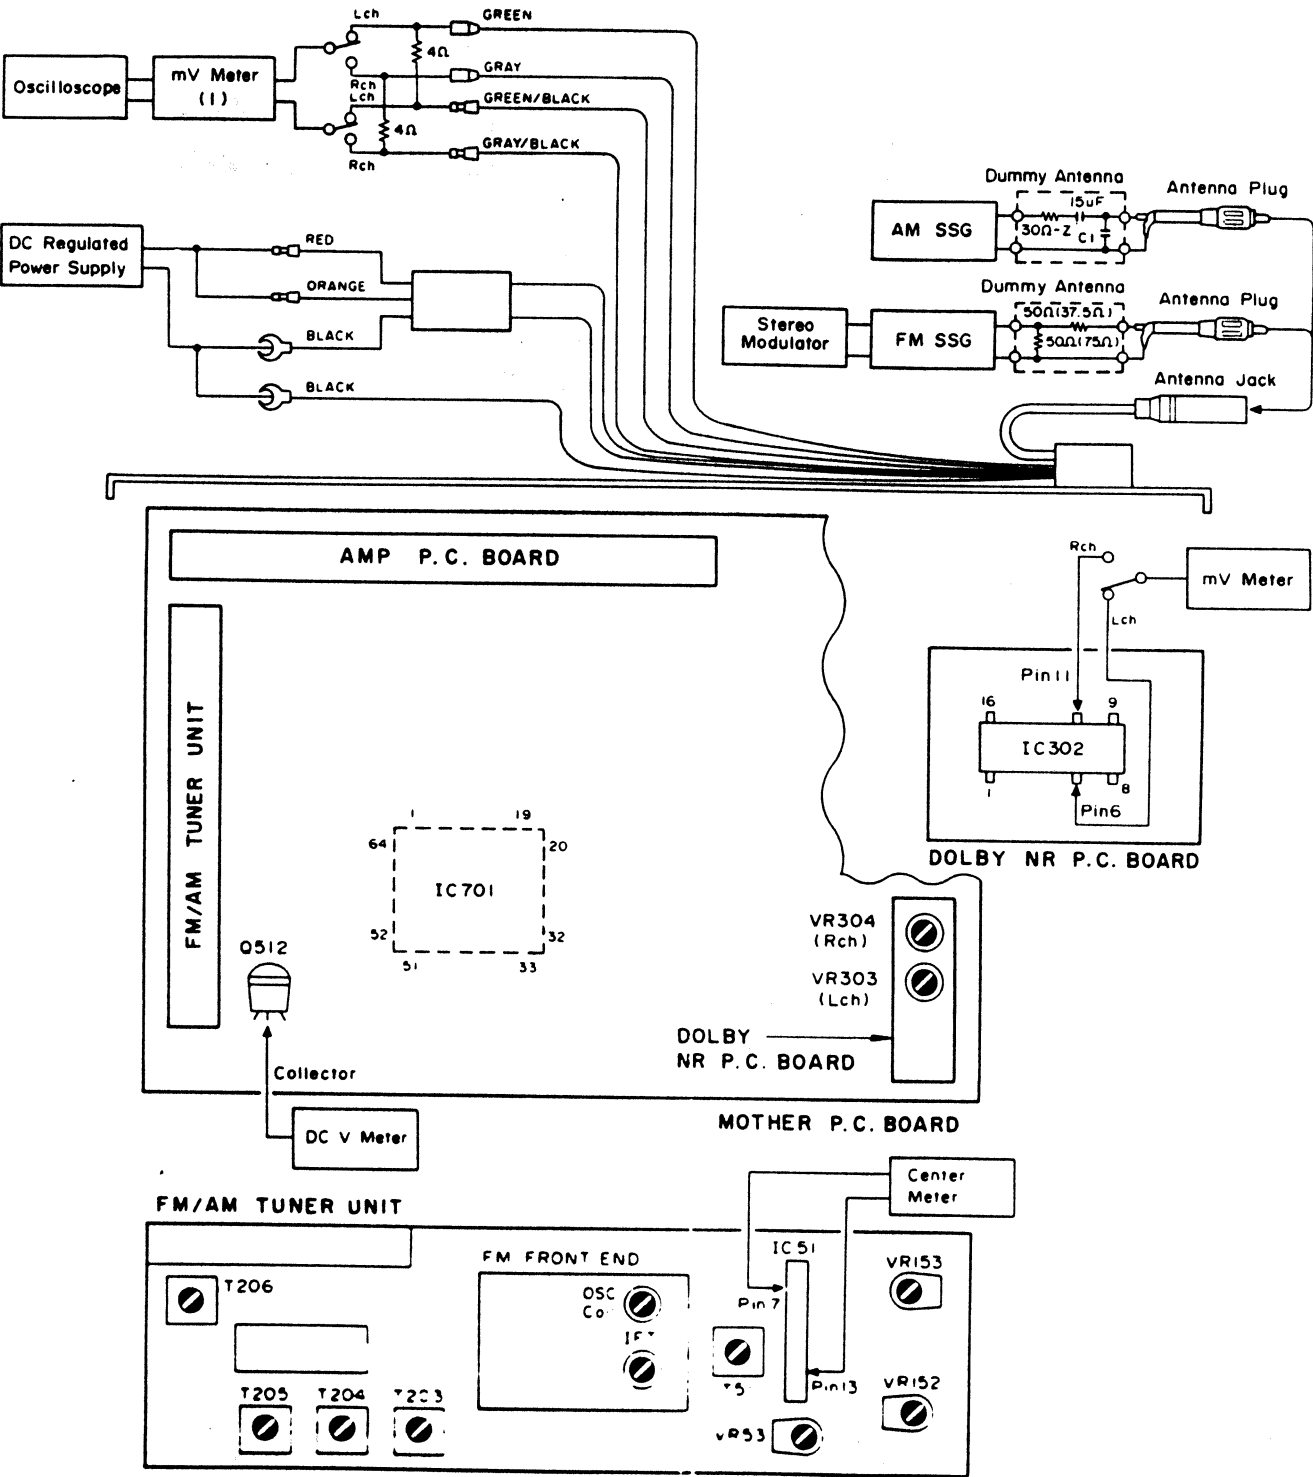 Lch
GREEN
4Ω
Oscilloscope
mV Meter
(1)
GRAY
Rch
Lch
GREEN/BLACK
4Ω
GRAY/BLACK
Rch
DC Regulated
Power Supply
RED
ORANGE
BLACK
BLACK
Dummy Antenna
Antenna Plug
AM SSG
15uF
30Ω-Z
C1
Dummy Antenna
Antenna Plug
Stereo
Modulator
FM SSG
50Ω(37.5Ω)
50Ω(75Ω)
Antenna Jack
AMP P.C. BOARD
Rch
mV Meter
Lch
Pin11
16
9
IC302
1
8
Pin6
DOLBY NR P.C. BOARD
FM/AM TUNER UNIT
1
19
64
20
IC701
52
32
51
33
Q512
VR304
(Rch)
VR303
(Lch)
DOLBY
NR P.C. BOARD
Collector
DC V Meter
MOTHER P.C. BOARD
Center
Meter
FM/AM TUNER UNIT
T206
FM FRONT END
OSC
IC51
VR153
Pin7
T205
T204
T203
Pin13
VR152
VR53